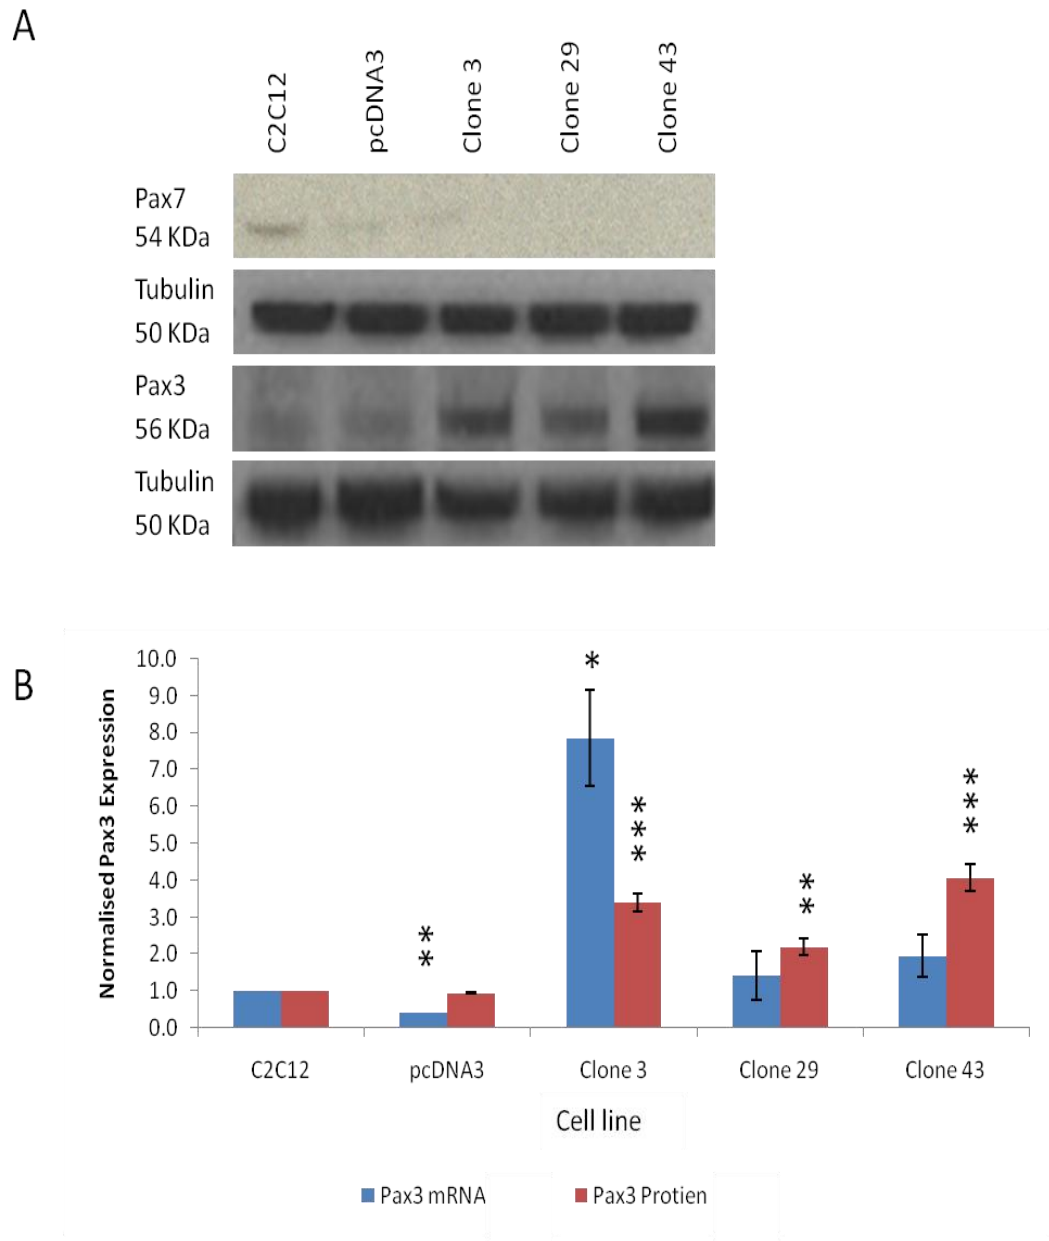 A
C2C12
pcDNA3
Clone 3
Clone 29
Clone 43
Pax7
54 KDa
Tubulin
50 KDa
Pax3
56 KDa
Tubulin
50 KDa
B
Normalised Pax3 Expression
10.0
9.0
8.0
7.0
6.0
5.0
4.0
3.0
2.0
1.0
0.0
**
*
***
**
***
C2C12
pcDNA3
Clone 3
Clone 29
Clone 43
Cell line
Pax3 mRNA
Pax3 Protien